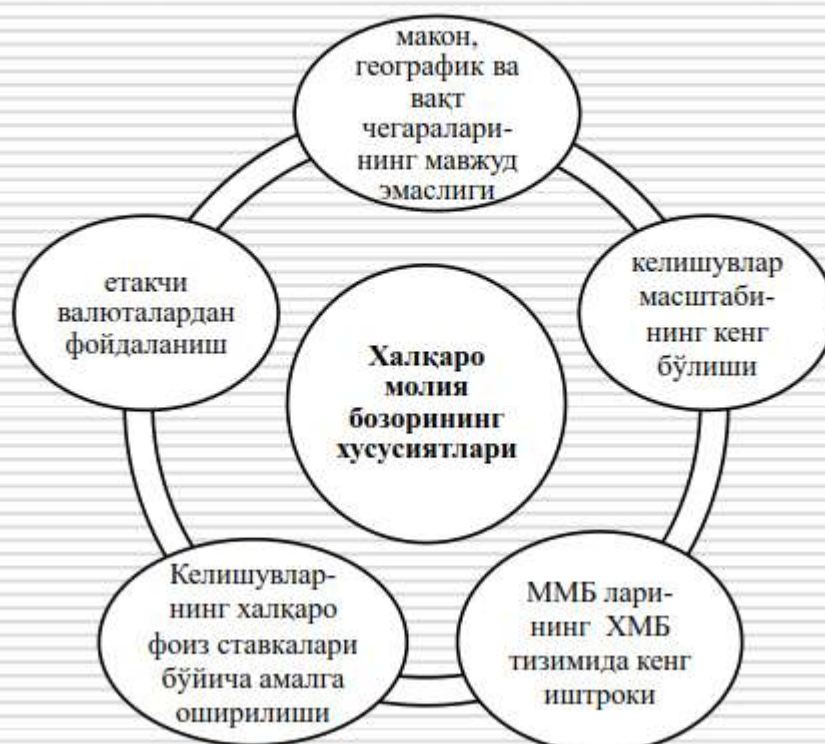 макон,
географик ва
вақт
чегаралари-
нинг мавжуд
эмаслиги
келишувлар
масштаби-
нинг кенг
бўлиши
ММБ лари-
нинг ХМБ
тизимида кенг
иштроки
Келишувлар-
нинг халқаро
фоиз ставкалари
бўйича амалга
оширилиши
етакчи
валюталардан
фойдаланиш
Халқаро
молия
бозорининг
хусусиятлари